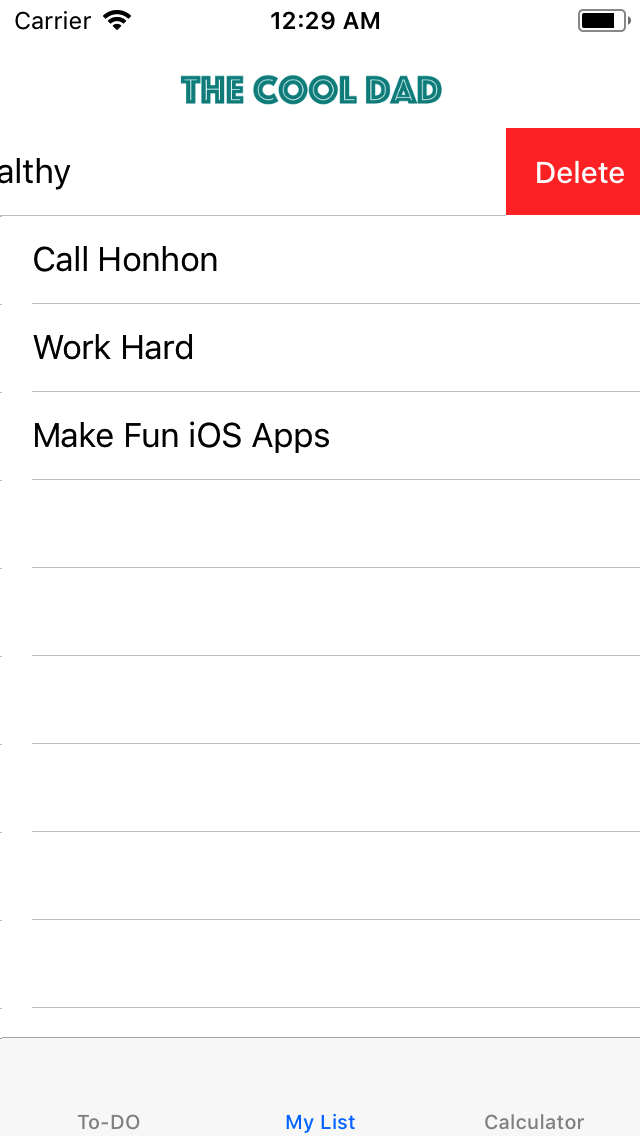 Carrier 12:29 AM
THE COOL DAD
althy Delete
Call Honhon
Work Hard
Make Fun iOS Apps
To-DO My List Calculator